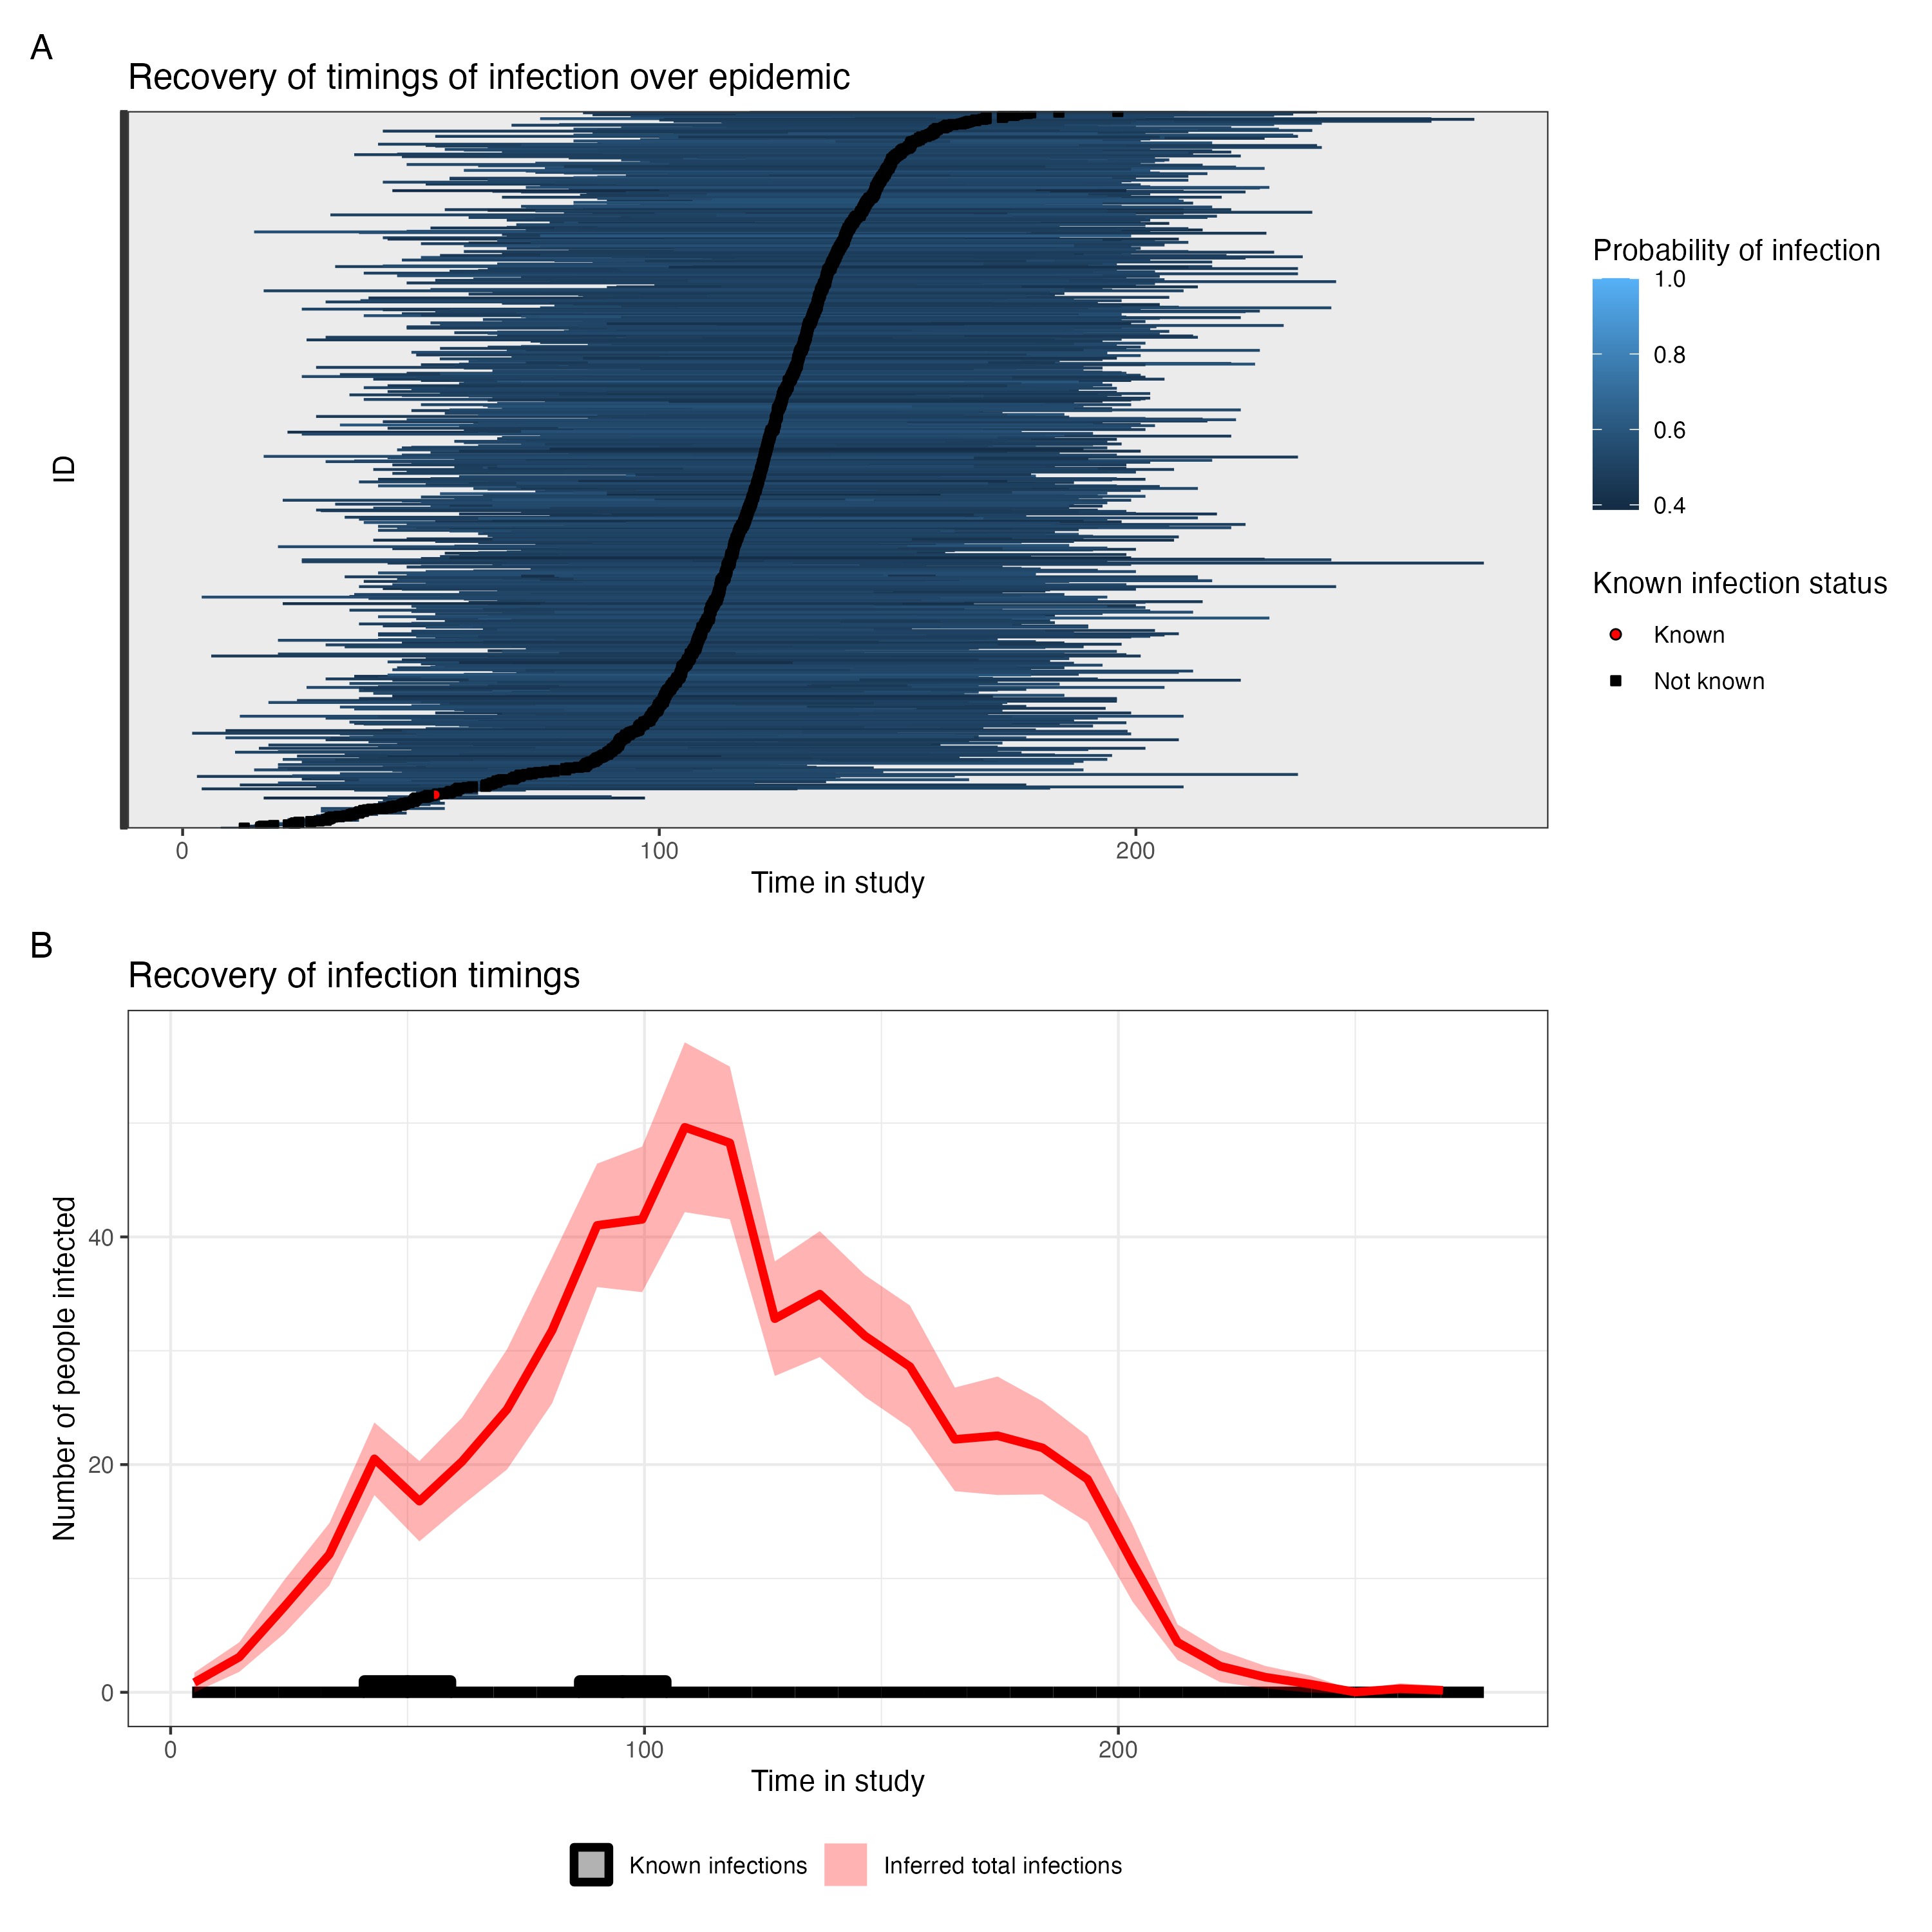 A
Recovery of timings of infection over epidemic
ID
0 100 200
Time in study
Probability of infection
1.0
0.8
0.6
0.4
Known infection status
Known
Not known
B
Recovery of infection timings
Number of people infected
40
20
0
0 100 200
Time in study
Known infections Inferred total infections